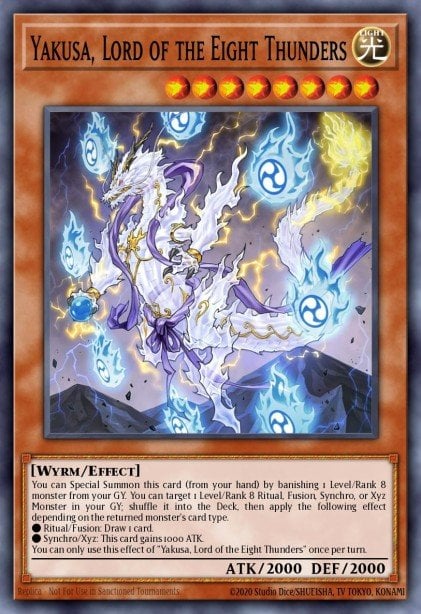 Yakusa, Lord of the Eight Thunders
EIGHT
光
[Wyrm/Effect]
You can Special Summon this card (from your hand) by banishing 1 Level/Rank 8
monster from your GY. You can target 1 Level/Rank 8 Ritual, Fusion, Synchro, or Xyz
Monster in your GY; shuffle it into the Deck, then apply the following effect
depending on the returned monster's card type.
● Ritual/Fusion: Draw 1 card.
● Synchro/Xyz: This card gains 1000 ATK.
You can only use this effect of "Yakusa, Lord of the Eight Thunders" once per turn.
ATK/2000 DEF/2000
Replica - Not For Use in Sanctioned Tournaments
©2020 Studio Dice/SHUEISHA, TV TOKYO, KONAMI